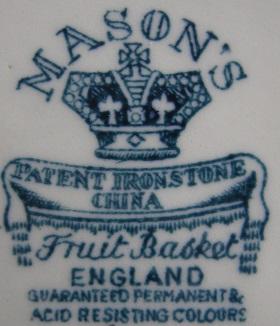 MASON'S
PATENT IRONSTONE
CHINA
Fruit Basket
ENGLAND
GUARANTEED PERMANENT &
ACID RESISTING COLOURS